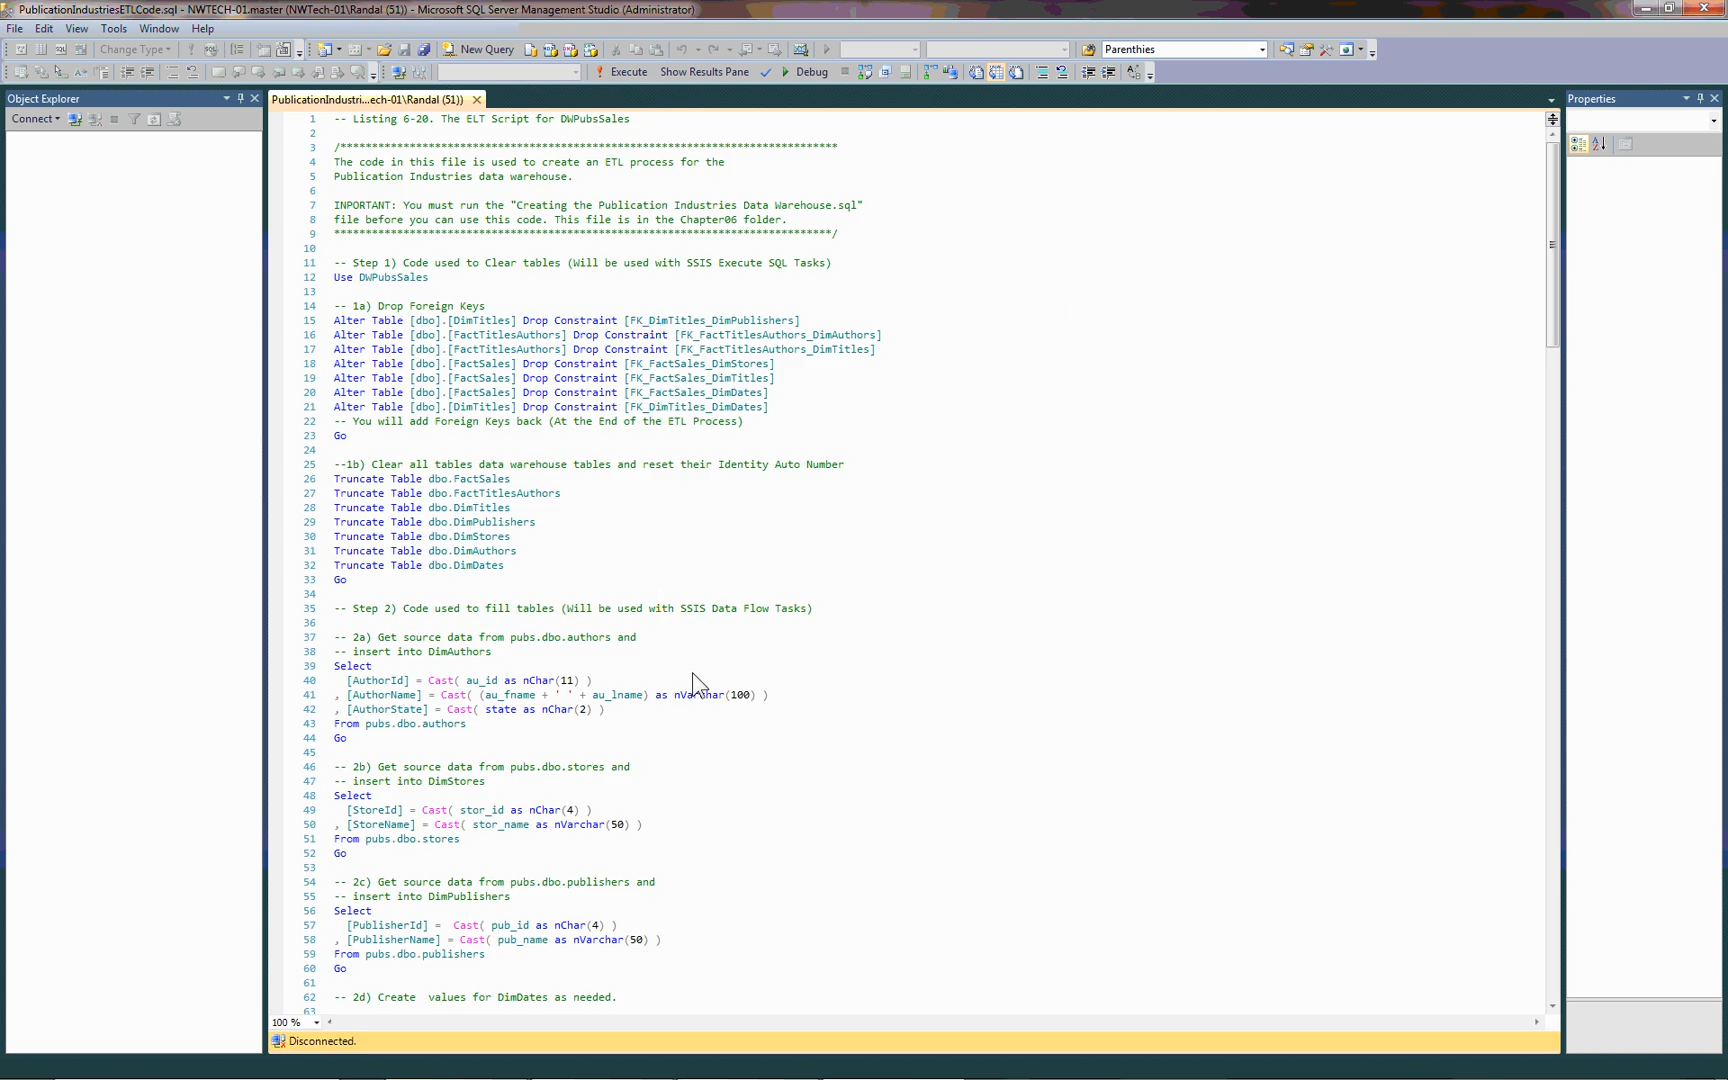 PublicationIndustriesETLCode.sql - NWTECH-01.master (NWTech-01\Randal (51)) - Microsoft SQL Server Management Studio (Administrator)
File Edit View Tools Window Help
Change Type New Query Parenthies
Execute Show Results Pane Debug
Object Explorer
Connect
PublicationIndustri...ech-01\Randal (51))
Properties
1 -- Listing 6-20. The ELT Script for DWPubsSales
2
3 /*******************************************************************************
4 The code in this file is used to create an ETL process for the
5 Publication Industries data warehouse.
6
7 INPORTANT: You must run the "Creating the Publication Industries Data Warehouse.sql"
8 file before you can use this code. This file is in the Chapter06 folder.
9 *******************************************************************************/
10
11 -- Step 1) Code used to Clear tables (Will be used with SSIS Execute SQL Tasks)
12 Use DWPubsSales
13
14 -- 1a) Drop Foreign Keys
15 Alter Table [dbo].[DimTitles] Drop Constraint [FK_DimTitles_DimPublishers]
16 Alter Table [dbo].[FactTitlesAuthors] Drop Constraint [FK_FactTitlesAuthors_DimAuthors]
17 Alter Table [dbo].[FactTitlesAuthors] Drop Constraint [FK_FactTitlesAuthors_DimTitles]
18 Alter Table [dbo].[FactSales] Drop Constraint [FK_FactSales_DimStores]
19 Alter Table [dbo].[FactSales] Drop Constraint [FK_FactSales_DimTitles]
20 Alter Table [dbo].[FactSales] Drop Constraint [FK_FactSales_DimDates]
21 Alter Table [dbo].[DimTitles] Drop Constraint [FK_DimTitles_DimDates]
22 -- You will add Foreign Keys back (At the End of the ETL Process)
23 Go
24
25 --1b) Clear all tables data warehouse tables and reset their Identity Auto Number
26 Truncate Table dbo.FactSales
27 Truncate Table dbo.FactTitlesAuthors
28 Truncate Table dbo.DimTitles
29 Truncate Table dbo.DimPublishers
30 Truncate Table dbo.DimStores
31 Truncate Table dbo.DimAuthors
32 Truncate Table dbo.DimDates
33 Go
34
35 -- Step 2) Code used to fill tables (Will be used with SSIS Data Flow Tasks)
36
37 -- 2a) Get source data from pubs.dbo.authors and
38 -- insert into DimAuthors
39 Select
40 [AuthorId] = Cast( au_id as nChar(11) )
41 , [AuthorName] = Cast( (au_fname + ' ' + au_lname) as nVarchar(100) )
42 , [AuthorState] = Cast( state as nChar(2) )
43 From pubs.dbo.authors
44 Go
45
46 -- 2b) Get source data from pubs.dbo.stores and
47 -- insert into DimStores
48 Select
49 [StoreId] = Cast( stor_id as nChar(4) )
50 , [StoreName] = Cast( stor_name as nVarchar(50) )
51 From pubs.dbo.stores
52 Go
53
54 -- 2c) Get source data from pubs.dbo.publishers and
55 -- insert into DimPublishers
56 Select
57 [PublisherId] = Cast( pub_id as nChar(4) )
58 , [PublisherName] = Cast( pub_name as nVarchar(50) )
59 From pubs.dbo.publishers
60 Go
61
62 -- 2d) Create values for DimDates as needed.
63
100 %
Disconnected.